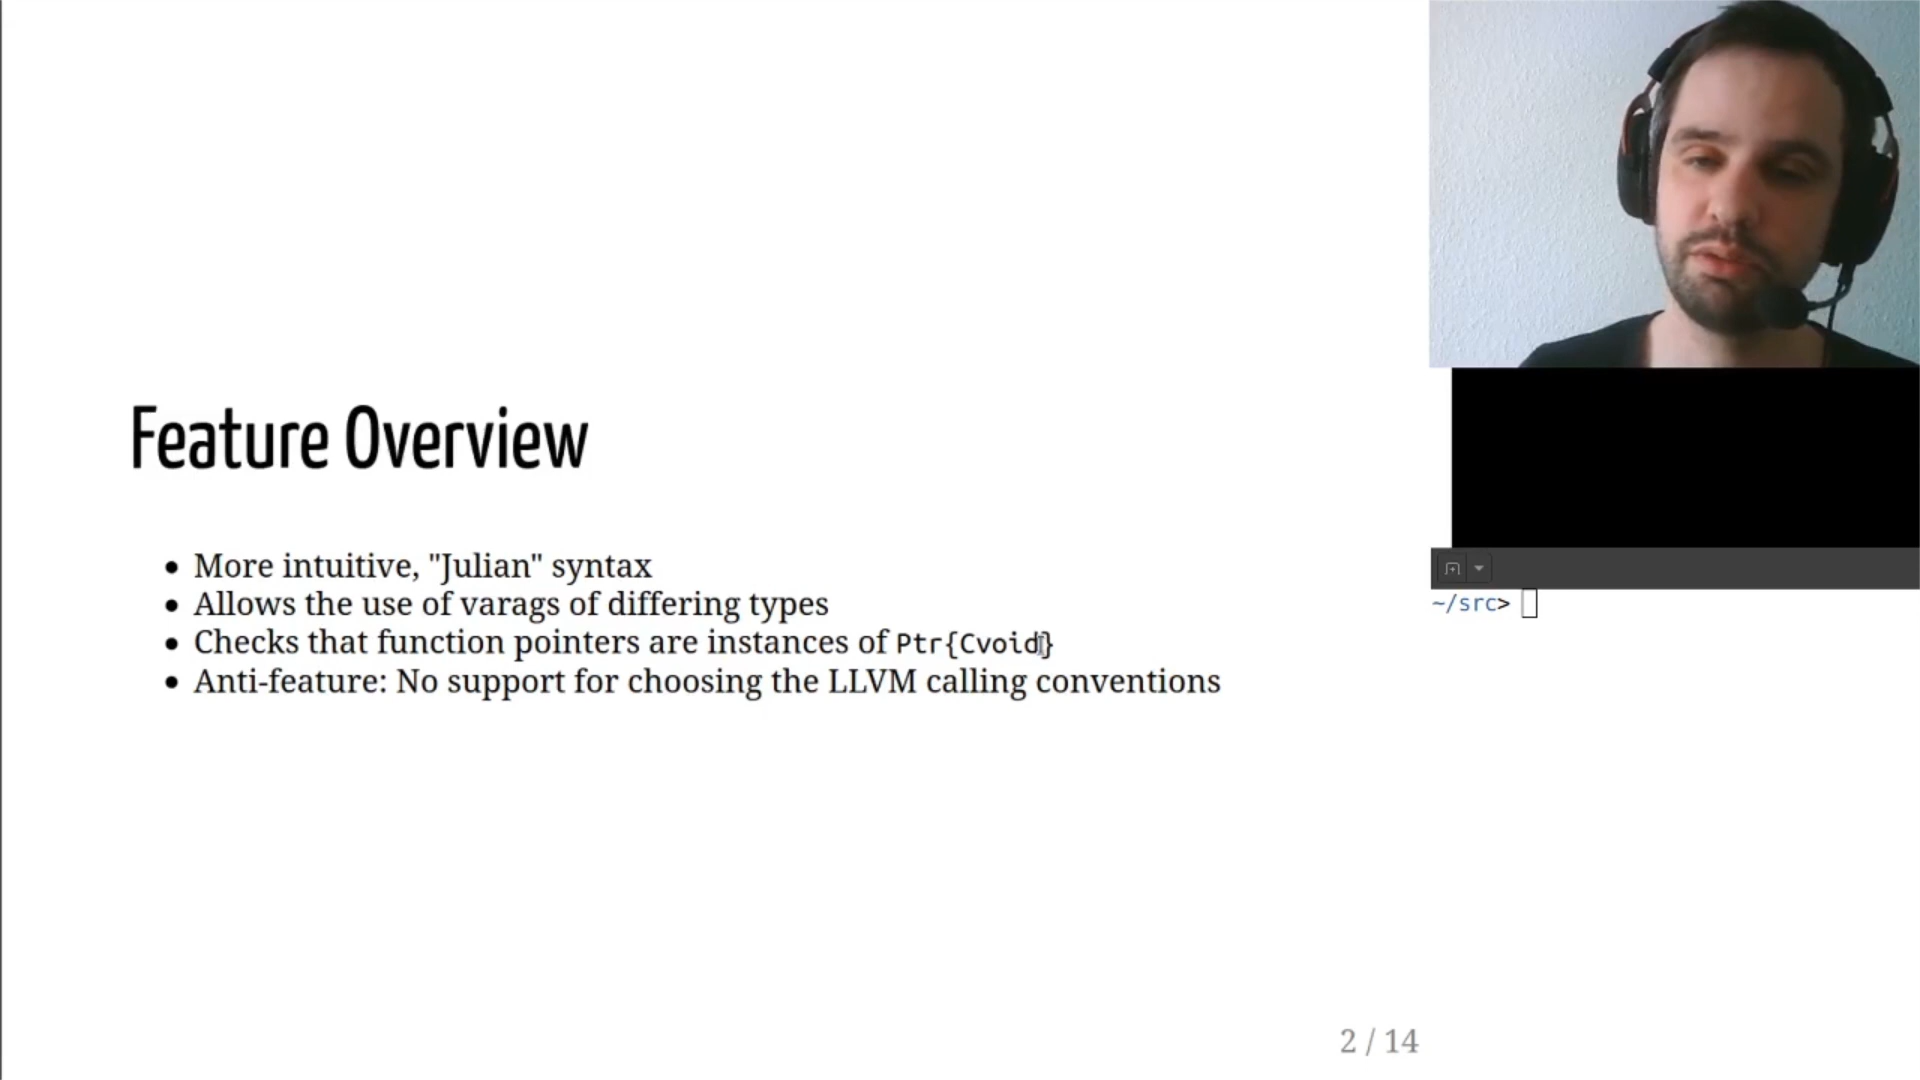 Feature Overview
• More intuitive, "Julian" syntax
• Allows the use of varags of differing types
• Checks that function pointers are instances of Ptr{Cvoid}
• Anti-feature: No support for choosing the LLVM calling conventions
~/src>
2 / 14